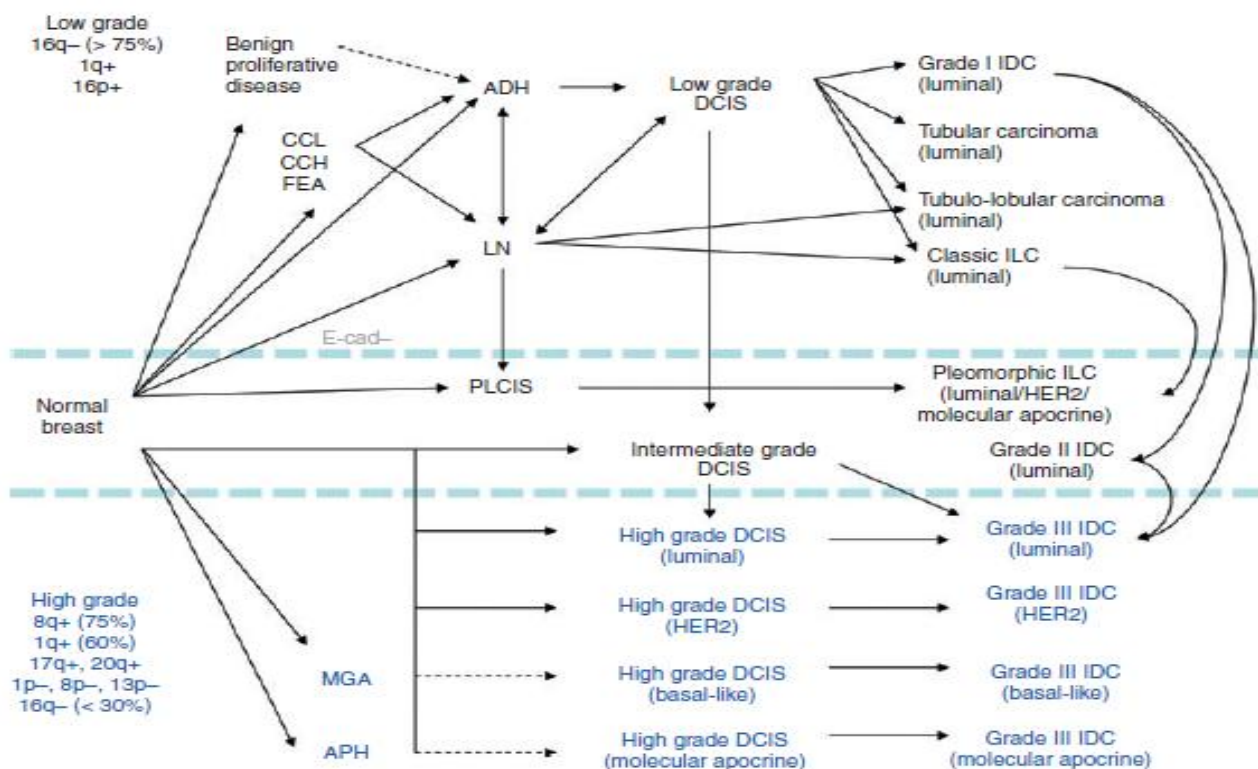 Low grade
16q– (> 75%)
1q+
16p+
Benign
proliferative
disease
ADH
Low grade
DCIS
Grade I IDC
(luminal)
CCL
CCH
FEA
Tubular carcinoma
(luminal)
Tubulo-lobular carcinoma
(luminal)
LN
Classic ILC
(luminal)
E-cad–
Normal
breast
PLCIS
Pleomorphic ILC
(luminal/HER2/
molecular apocrine)
Intermediate grade
DCIS
Grade II IDC
(luminal)
High grade DCIS
(luminal)
Grade III IDC
(luminal)
High grade
8q+ (75%)
1q+ (60%)
17q+, 20q+
1p–, 8p–, 13p–
16q– (< 30%)
High grade DCIS
(HER2)
Grade III IDC
(HER2)
MGA
High grade DCIS
(basal-like)
Grade III IDC
(basal-like)
APH
High grade DCIS
(molecular apocrine)
Grade III IDC
(molecular apocrine)